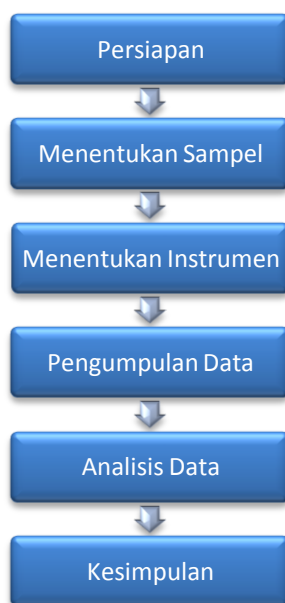 Persiapan
Menentukan Sampel
Menentukan Instrumen
Pengumpulan Data
Analisis Data
Kesimpulan